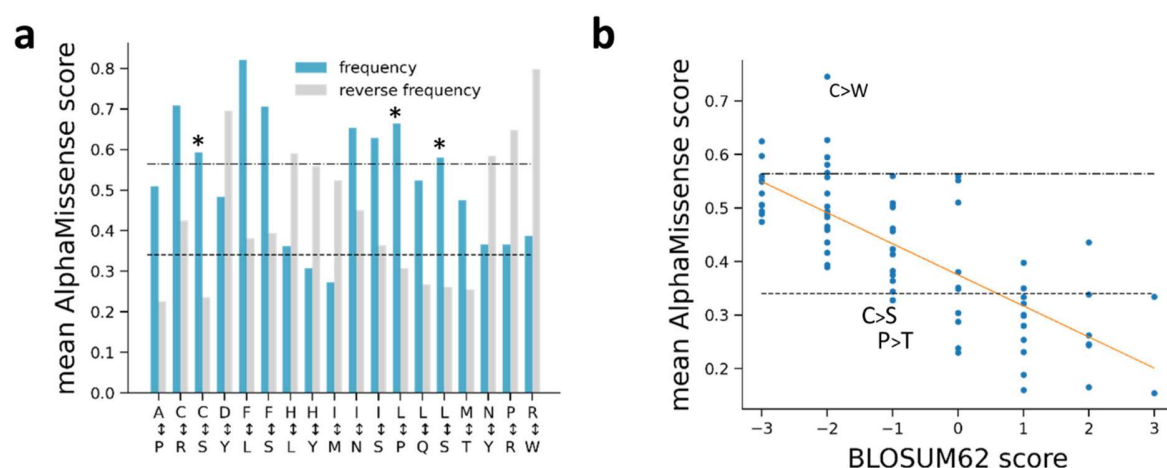 a
mean AlphaMissense score
0.8
0.7
0.6
0.5
0.4
0.3
0.2
0.1
0.0
frequency
reverse frequency
* * *
A C C D F F H H I I I L L L M N P R
↕ ↕ ↕ ↕ ↕ ↕ ↕ ↕ ↕ ↕ ↕ ↕ ↕ ↕ ↕ ↕ ↕ ↕
P R S Y L S L Y M N S P Q S T Y R W
b
mean AlphaMissense score
0.7
0.6
0.5
0.4
0.3
0.2
C>W
C>S
P>T
−3 −2 −1 0 1 2 3
BLOSUM62 score